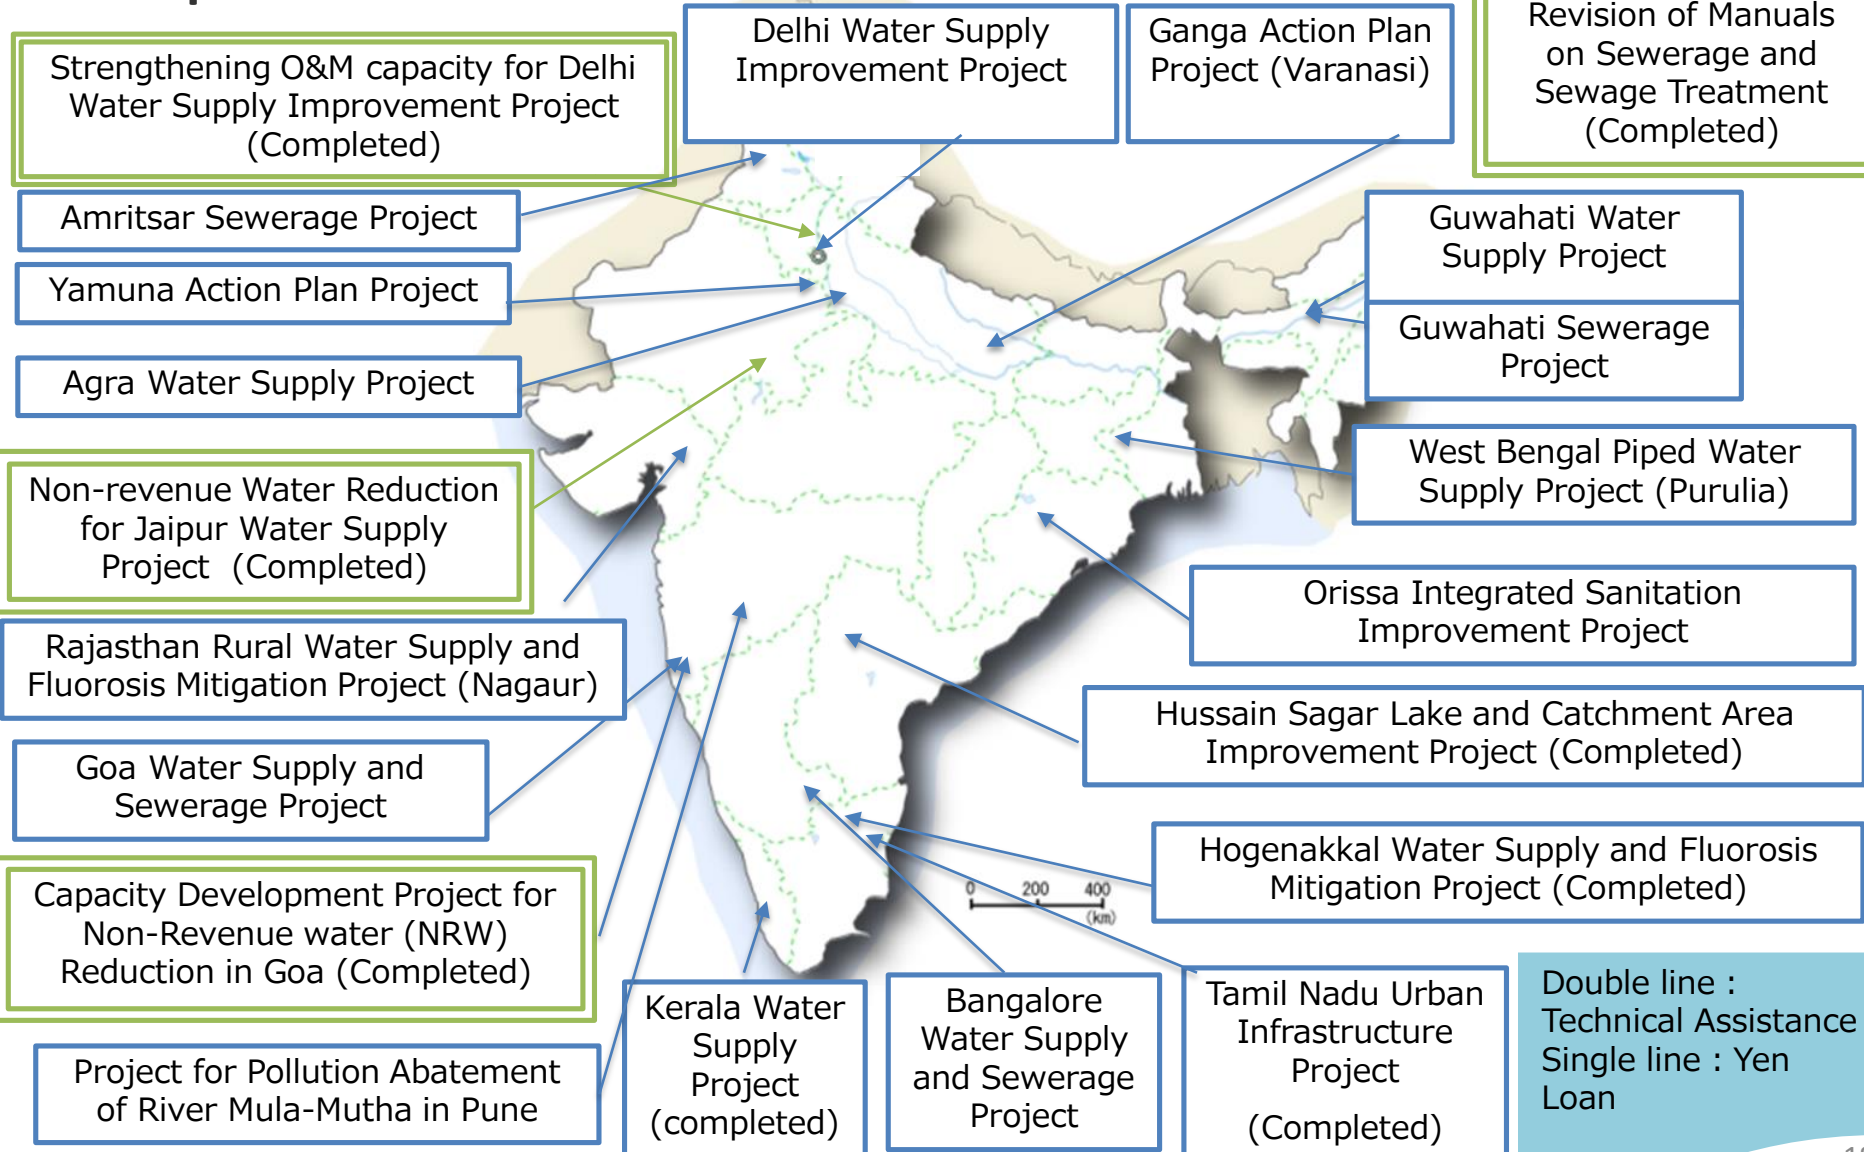 Delhi Water Supply
Improvement Project
Ganga Action Plan
Project (Varanasi)
Revision of Manuals
on Sewerage and
Sewage Treatment
(Completed)
Strengthening O&M capacity for Delhi
Water Supply Improvement Project
(Completed)
Amritsar Sewerage Project
Yamuna Action Plan Project
Agra Water Supply Project
Guwahati Water
Supply Project
Guwahati Sewerage
Project
West Bengal Piped Water
Supply Project (Purulia)
Non-revenue Water Reduction
for Jaipur Water Supply
Project (Completed)
Orissa Integrated Sanitation
Improvement Project
Rajasthan Rural Water Supply and
Fluorosis Mitigation Project (Nagaur)
Hussain Sagar Lake and Catchment Area
Improvement Project (Completed)
Goa Water Supply and
Sewerage Project
Hogenakkal Water Supply and Fluorosis
Mitigation Project (Completed)
0 200 400
(km)
Capacity Development Project for
Non-Revenue water (NRW)
Reduction in Goa (Completed)
Project for Pollution Abatement
of River Mula-Mutha in Pune
Kerala Water
Supply
Project
(completed)
Bangalore
Water Supply
and Sewerage
Project
Tamil Nadu Urban
Infrastructure
Project
(Completed)
Double line :
Technical Assistance
Single line : Yen
Loan